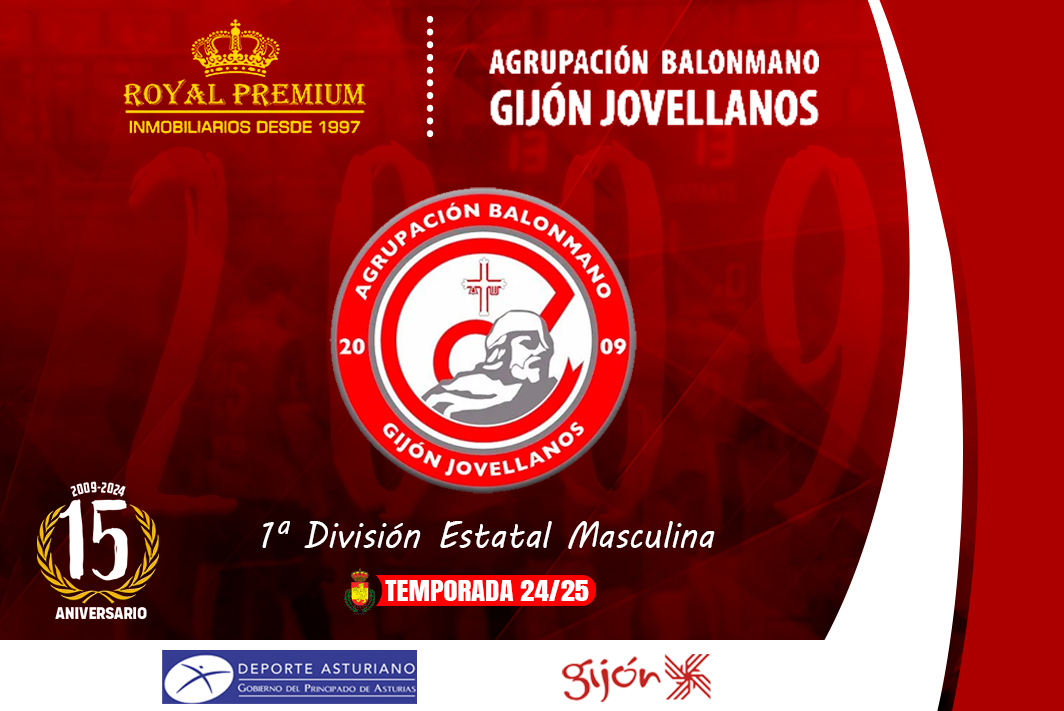 ROYAL PREMIUM
INMOBILIARIOS DESDE 1997
AGRUPACIÓN BALONMANO
GIJÓN JOVELLANOS
2009
AGRUPACIÓN BALONMANO
20 09
GIJÓN JOVELLANOS
2009-2024
15
ANIVERSARIO
1ª División Estatal Masculina
TEMPORADA 24/25
DEPORTE ASTURIANO
GOBIERNO DEL PRINCIPADO DE ASTURIAS
gijón